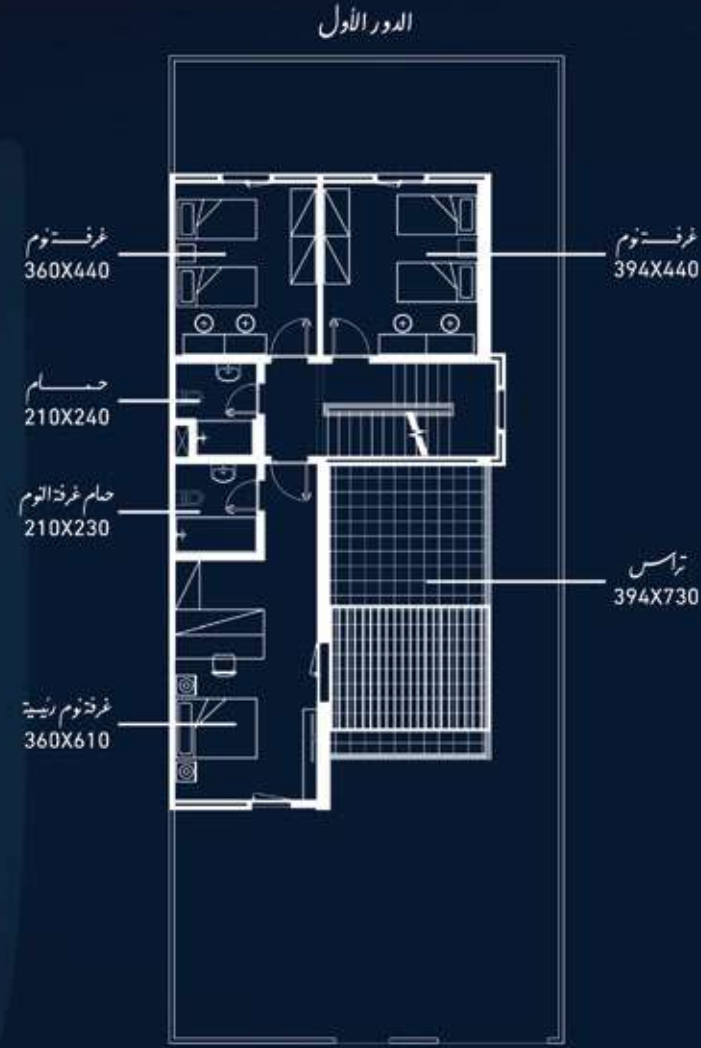 الدور الأول
غرفة نوم
394X440
غرفة نوم
360X440
حمام
210X240
حمام غرفة النوم
210X230
تراس
394X730
غرفة نوم رئيسية
360X610